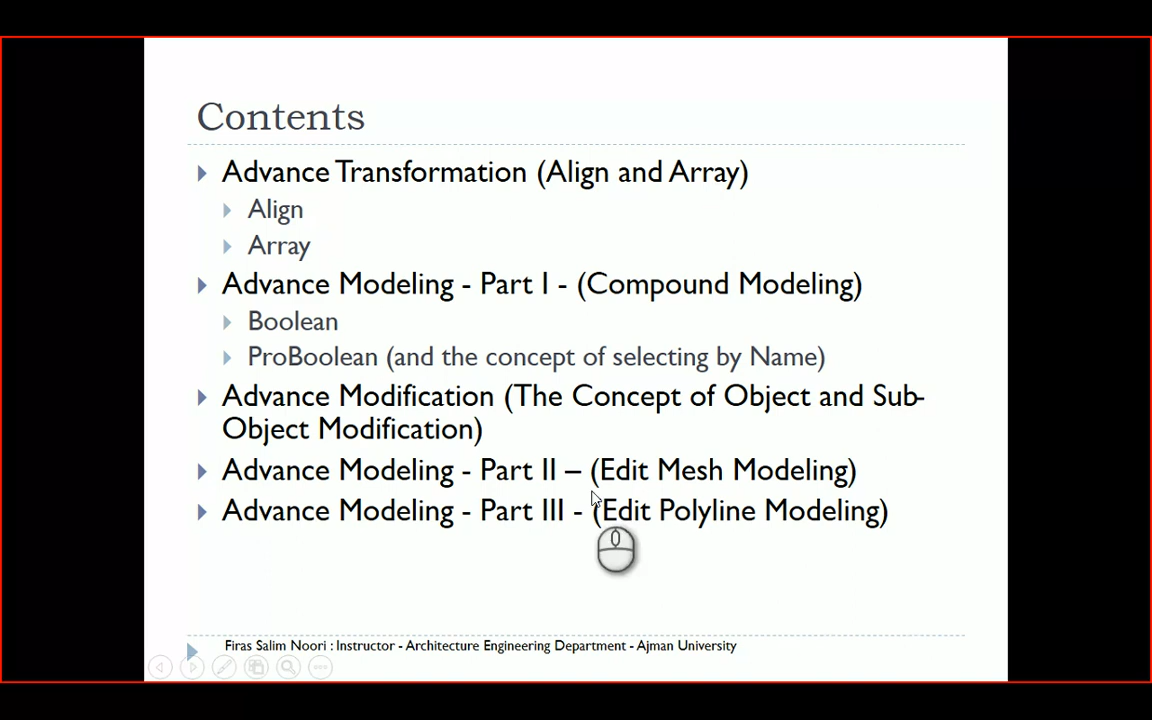 Contents
Advance Transformation (Align and Array)
Align
Array
Advance Modeling - Part I - (Compound Modeling)
Boolean
ProBoolean (and the concept of selecting by Name)
Advance Modification (The Concept of Object and Sub-
Object Modification)
Advance Modeling - Part II – (Edit Mesh Modeling)
Advance Modeling - Part III - (Edit Polyline Modeling)
Firas Salim Noori : Instructor - Architecture Engineering Department - Ajman University